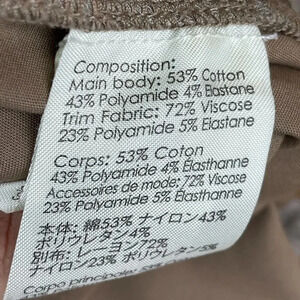 Composition:
Main body: 53% Cotton
43% Polyamide 4% Elastane
Trim Fabric: 72% Viscose
23% Polyamide 5% Elastane
Corps: 53% Coton
43% Polyamide 4% Elasthanne
Accessoires de mode: 72% Viscose
23% Polyamide 5% Elasthanne
本体: 綿53% ナイロン43%
ポリウレタン4%
別布: レーヨン72%
ナイロン23% ポリウレタン5%
Corpo principale: 53%